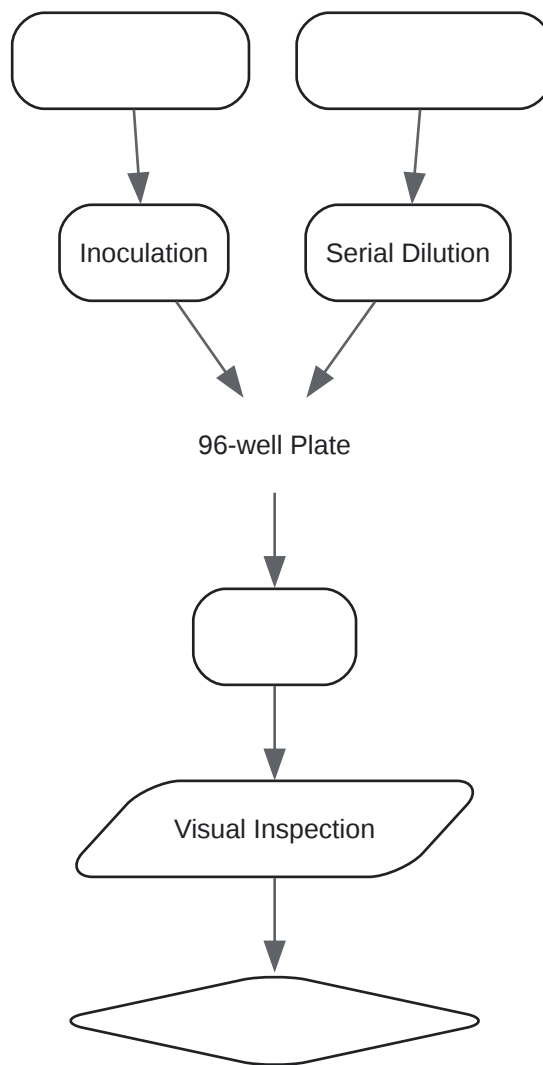 Inoculation
Serial Dilution
96-well Plate
Visual Inspection